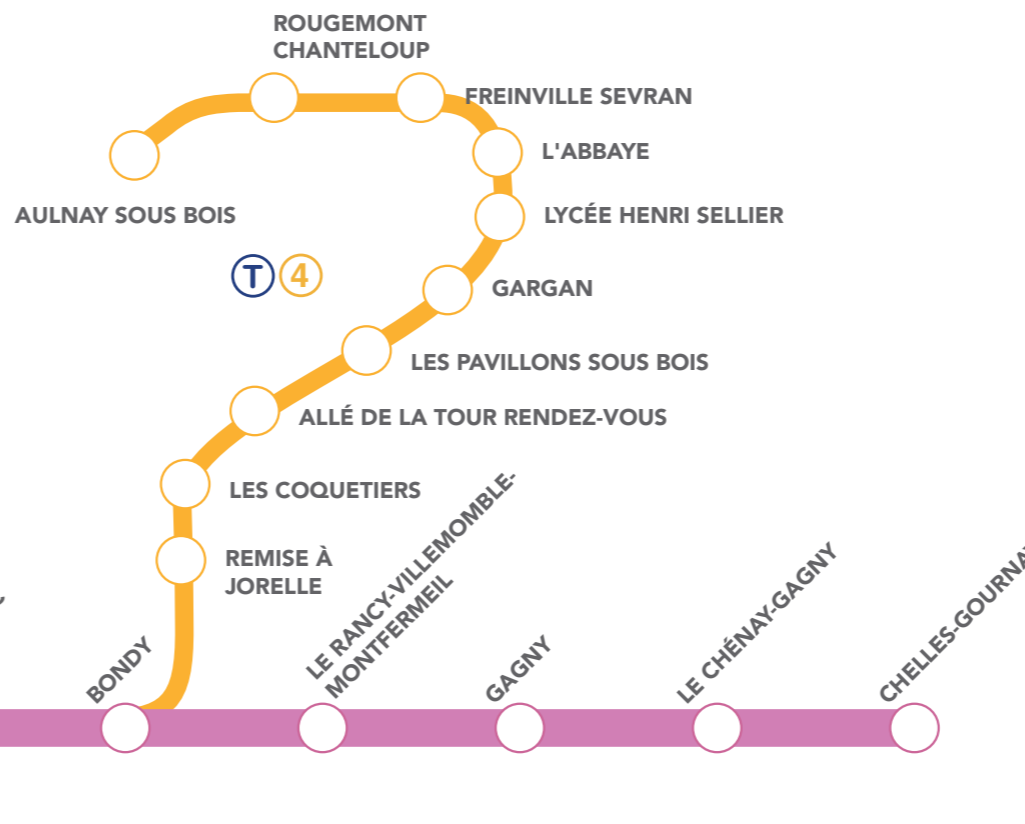 ROUGEMONT
CHANTELOUP
FREINVILLE SEVRAN
L'ABBAYE
AULNAY SOUS BOIS
LYCÉE HENRI SELLIER
T 4
GARGAN
LES PAVILLONS SOUS BOIS
ALLÉ DE LA TOUR RENDEZ-VOUS
LES COQUETIERS
REMISE À
JORELLE
BONDY
LE RANCY-VILLEMOMBLE-
MONTFERMEIL
GAGNY
LE CHÉNAY-GAGNY
CHELLES-GOURNA